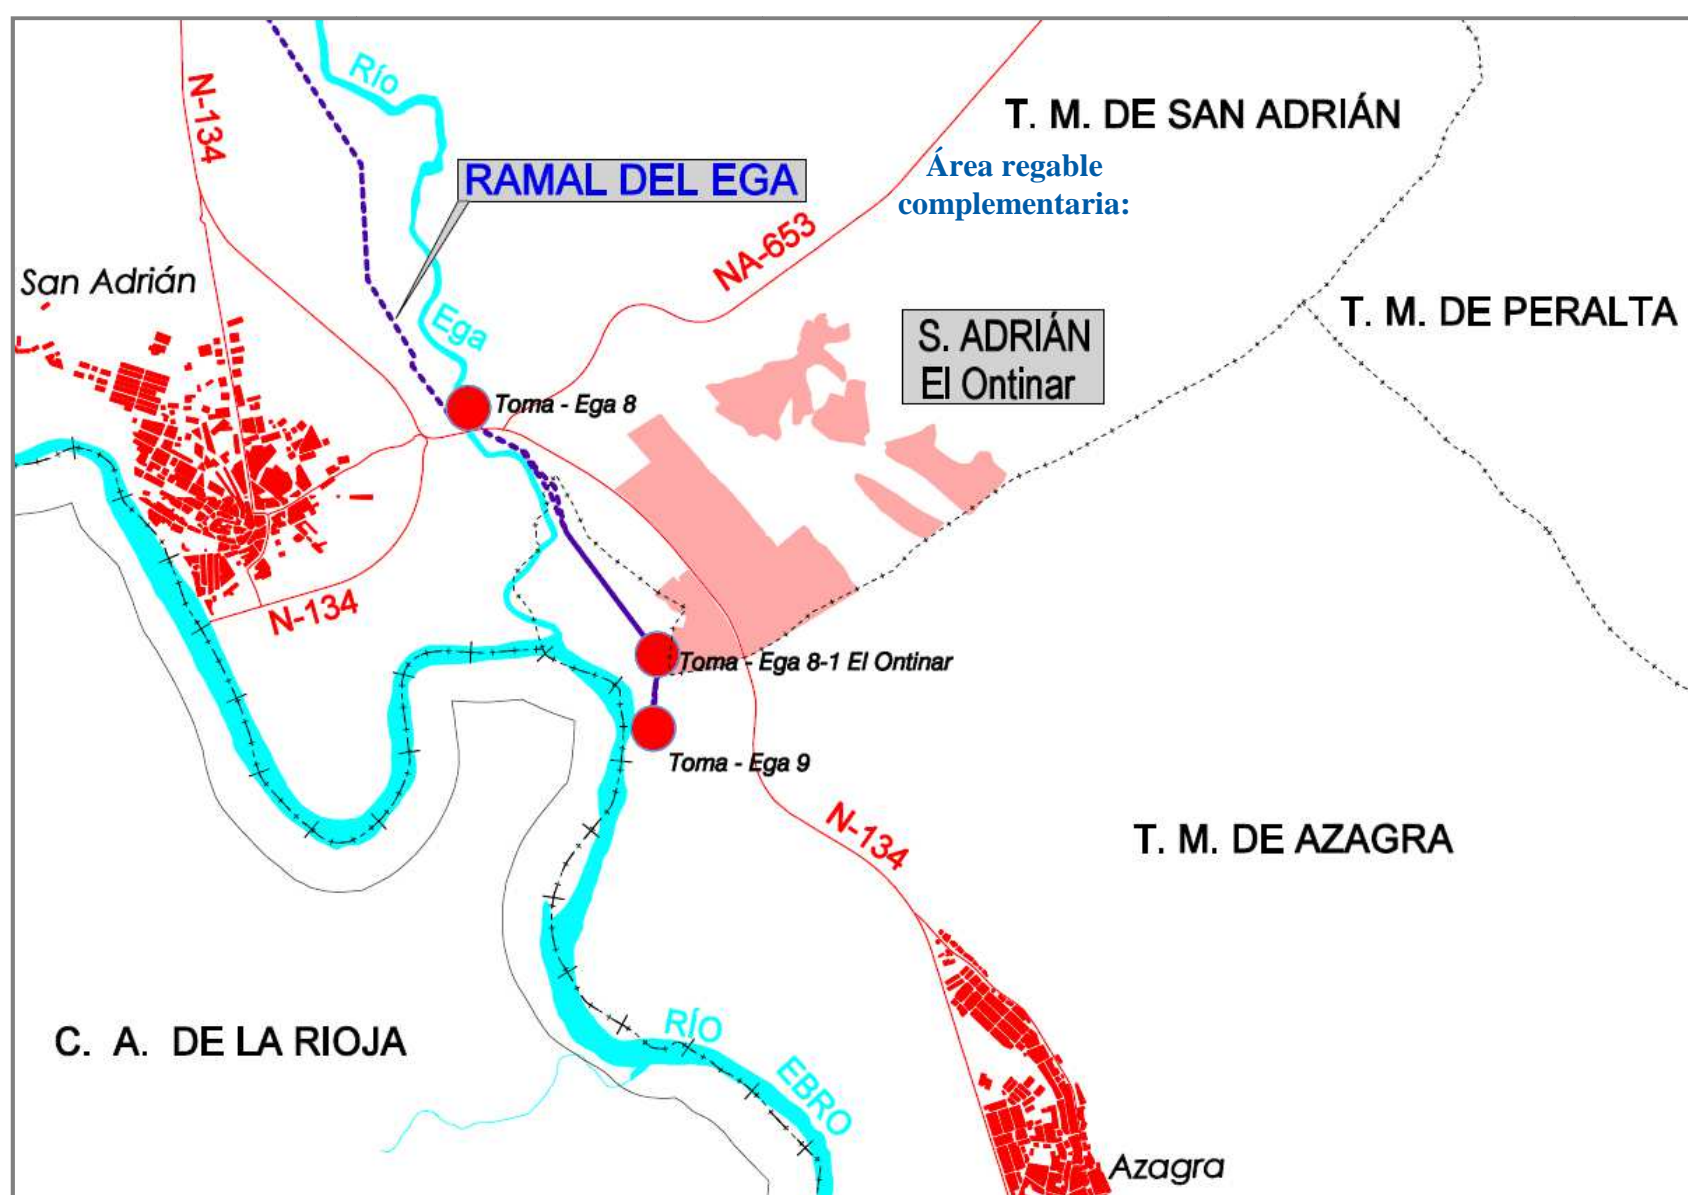 Río
N-134
T. M. DE SAN ADRIÁN
Área regable
complementaria:
RAMAL DEL EGA
NA-653
San Adrián
Ega
T. M. DE PERALTA
S. ADRIÁN
El Ontinar
Toma - Ega 8
N-134
Toma - Ega 8-1 El Ontinar
Toma - Ega 9
N-134
T. M. DE AZAGRA
C. A. DE LA RIOJA
RÍO
EBRO
Azagra